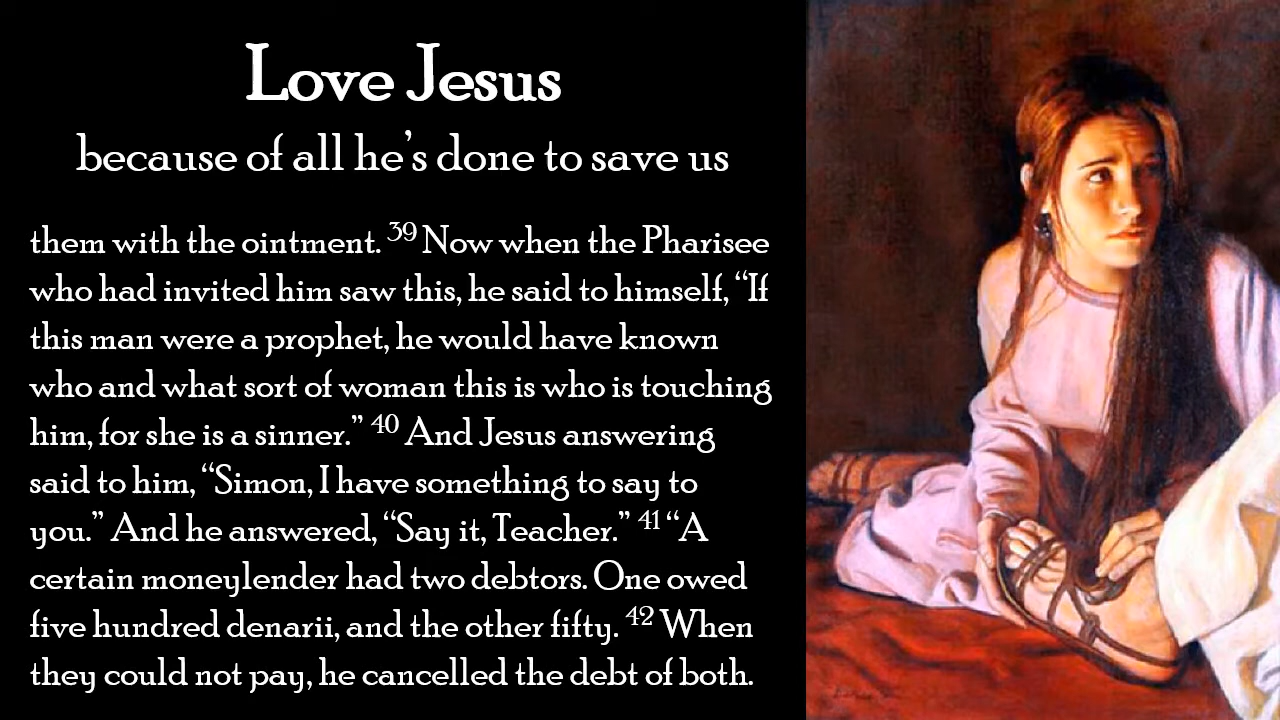 Love Jesus
because of all he’s done to save us
them with the ointment. 39 Now when the Pharisee
who had invited him saw this, he said to himself, “If
this man were a prophet, he would have known
who and what sort of woman this is who is touching
him, for she is a sinner.” 40 And Jesus answering
said to him, “Simon, I have something to say to
you.” And he answered, “Say it, Teacher.” 41 “A
certain moneylender had two debtors. One owed
five hundred denarii, and the other fifty. 42 When
they could not pay, he cancelled the debt of both.